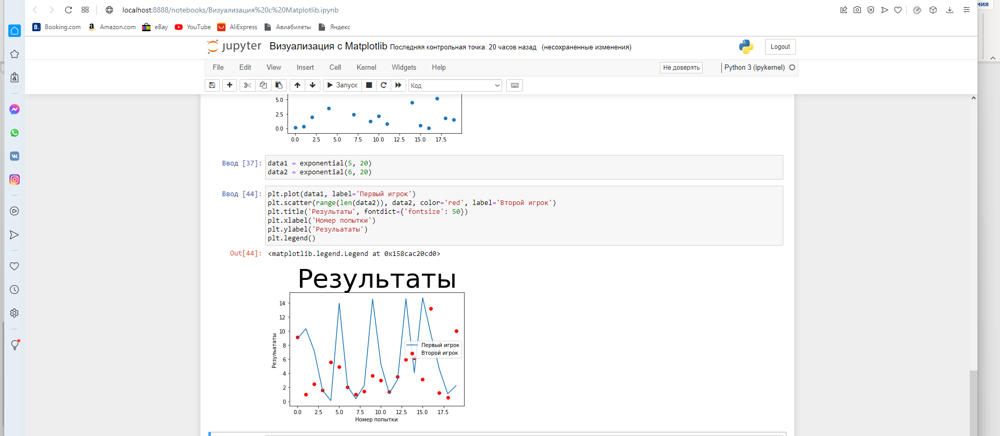 ния
localhost:8888/notebooks/Визуализация%20с%20Matplotlib.ipynb
B. Booking.com Amazon.com eBay YouTube AliExpress Авиабилеты Яндекс
jupyter Визуализация с Matplotlib Последняя контрольная точка: 20 часов назад (несохраненные изменения) Logout
File Edit View Insert Cell Kernel Widgets Help Не доверять Python 3 (ipykernel)
Запуск Код
5.0
2.5
0.0
0.0 2.5 5.0 7.5 10.0 12.5 15.0 17.5
Ввод [37]: data1 = exponential(5, 20)
data2 = exponential(6, 20)
Ввод [44]: plt.plot(data1, label='Первый игрок')
plt.scatter(range(len(data2)), data2, color='red', label='Второй игрок')
plt.title('Результаты', fontdict={'fontsize': 50})
plt.xlabel('Номер попытки')
plt.ylabel('Резульататы')
plt.legend()
Out[44]: <matplotlib.legend.Legend at 0x158cac20cd0>
Результаты
14
12
10
8
6
4
2
0
Резульататы
Первый игрок
Второй игрок
0.0 2.5 5.0 7.5 10.0 12.5 15.0 17.5
Номер попытки